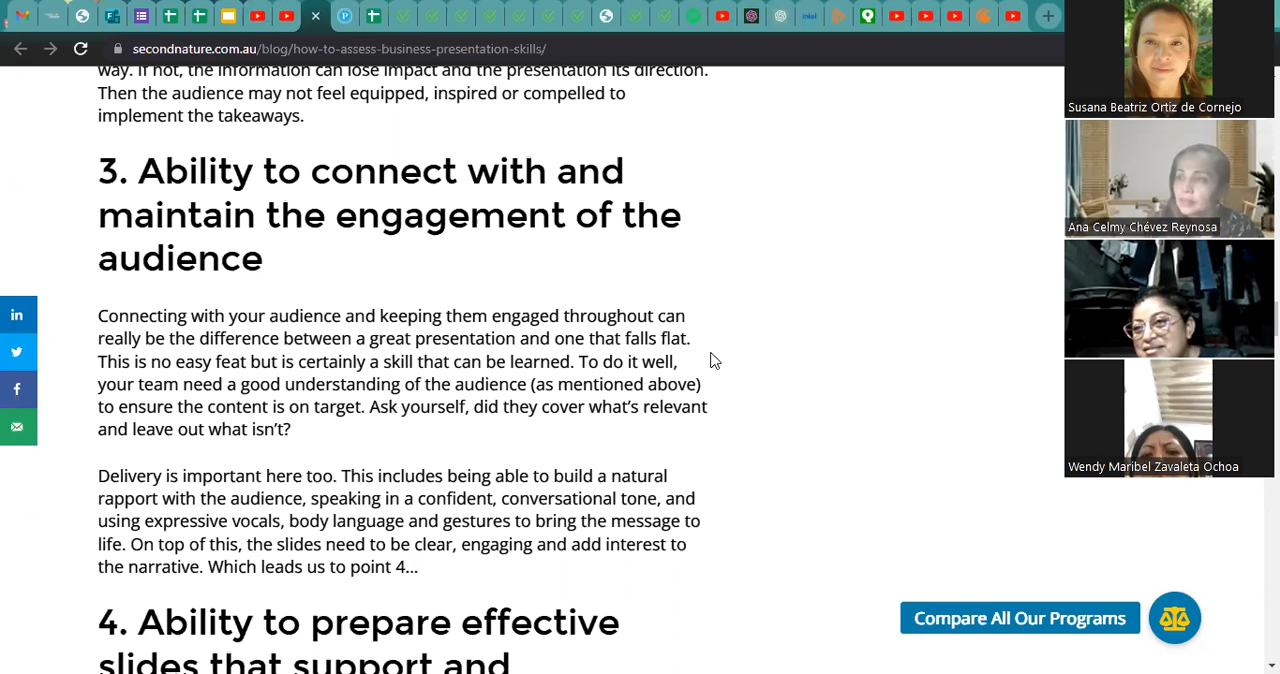 secondnature.com.au/blog/how-to-assess-business-presentation-skills/
way. If not, the information can lose impact and the presentation its direction.
Then the audience may not feel equipped, inspired or compelled to
implement the takeaways.
3. Ability to connect with and
maintain the engagement of the
audience
Connecting with your audience and keeping them engaged throughout can
really be the difference between a great presentation and one that falls flat.
This is no easy feat but is certainly a skill that can be learned. To do it well,
your team need a good understanding of the audience (as mentioned above)
to ensure the content is on target. Ask yourself, did they cover what's relevant
and leave out what isn't?
Delivery is important here too. This includes being able to build a natural
rapport with the audience, speaking in a confident, conversational tone, and
using expressive vocals, body language and gestures to bring the message to
life. On top of this, the slides need to be clear, engaging and add interest to
the narrative. Which leads us to point 4...
4. Ability to prepare effective
slides that support and
in
f
Compare All Our Programs
Susana Beatriz Ortiz de Cornejo
Ana Celmy Chévez Reynosa
Wendy Maribel Zavaleta Ochoa